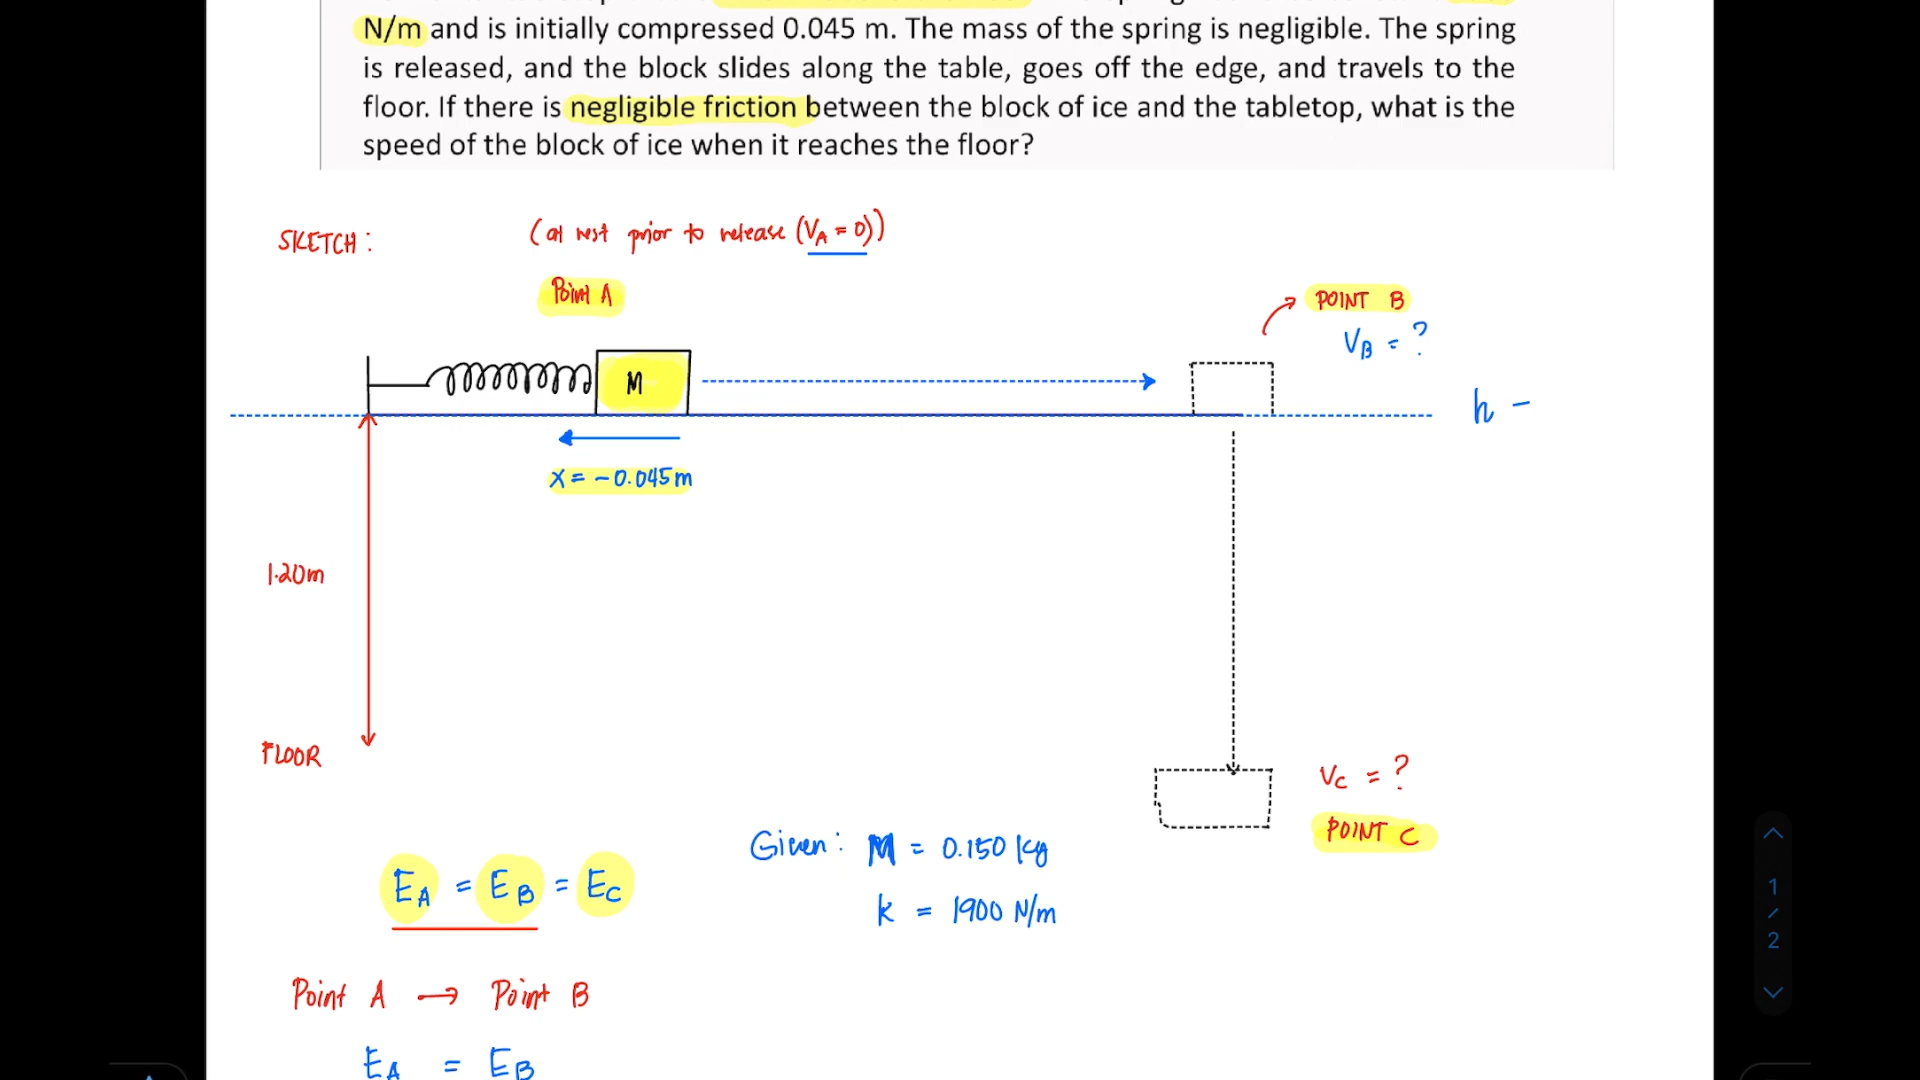 N/m and is initially compressed 0.045 m. The mass of the spring is negligible. The spring
is released, and the block slides along the table, goes off the edge, and travels to the
floor. If there is negligible friction between the block of ice and the tabletop, what is the
speed of the block of ice when it reaches the floor?
SKETCH :
(at rest prior to release (VA = 0))
Point A
POINT B
VB = ?
M
h -
x = -0.045m
1.20m
FLOOR
VC = ?
POINT C
Given : M = 0.150 kg
EA = EB = EC
k = 1900 N/m
1
/
2
Point A → Point B
EA = EB